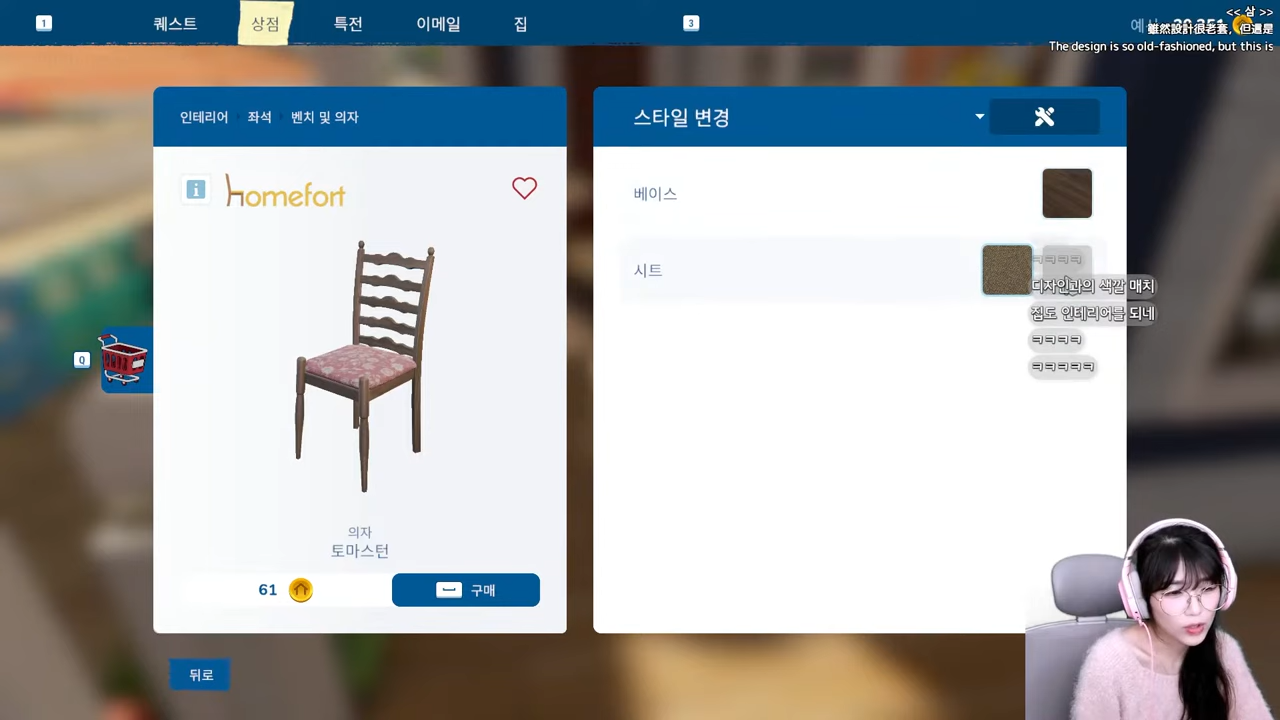 1
퀘스트
상점
특전
이메일
집
3
<< 삼 >>
雖然設計很老套，但這是
The design is so old-fashioned, but this is
인테리어 좌석 벤치 및 의자
스타일 변경
homefort
베이스
시트
ㅋㅋㅋㅋ
디자인과의 색깔 매치
집도 인테리어를 되네
ㅋㅋㅋㅋ
ㅋㅋㅋㅋㅋ
Q
의자
토마스턴
61
구매
뒤로